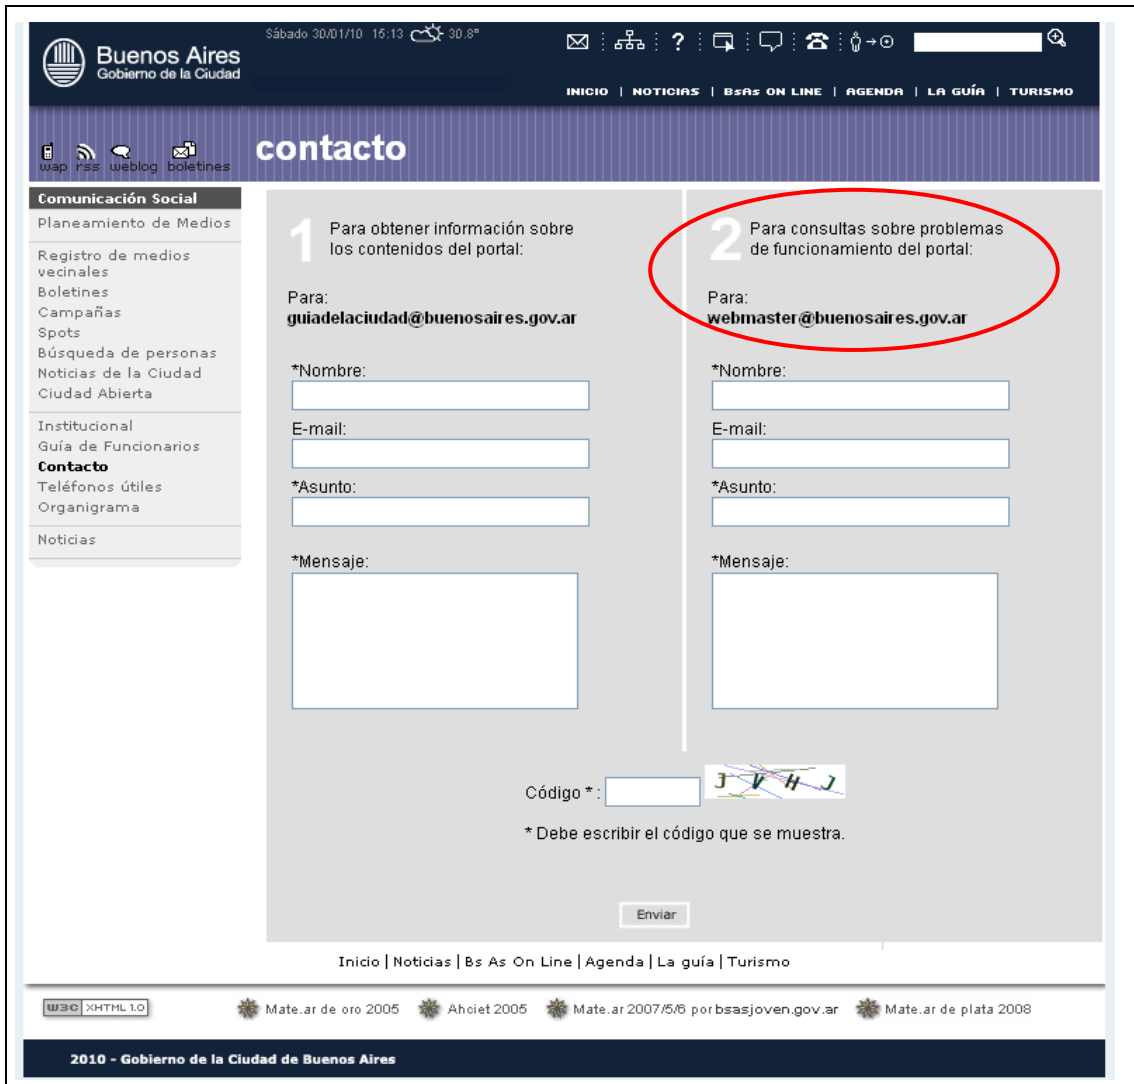 Buenos Aires
Gobierno de la Ciudad
Sábado 30/01/10 15:13 30.8°
?
INICIO | NOTICIAS | BsAs ON LINE | AGENDA | LA GUÍA | TURISMO
wap rss weblog boletines
contacto
Comunicación Social
Planeamiento de Medios
Registro de medios
vecinales
Boletines
Campañas
Spots
Búsqueda de personas
Noticias de la Ciudad
Ciudad Abierta
Institucional
Guía de Funcionarios
Contacto
Teléfonos útiles
Organigrama
Noticias
1
Para obtener información sobre
los contenidos del portal:
Para:
guiadelaciudad@buenosaires.gov.ar
*Nombre:
E-mail:
*Asunto:
*Mensaje:
2
Para consultas sobre problemas
de funcionamiento del portal:
Para:
webmaster@buenosaires.gov.ar
*Nombre:
E-mail:
*Asunto:
*Mensaje:
Código * : J V H J
* Debe escribir el código que se muestra.
Enviar
Inicio | Noticias | Bs As On Line | Agenda | La guía | Turismo
W3C XHTML 1.0
Mate.ar de oro 2005 Ahciet 2005 Mate.ar 2007/5/6 por bsasjoven.gov.ar Mate.ar de plata 2008
2010 - Gobierno de la Ciudad de Buenos Aires